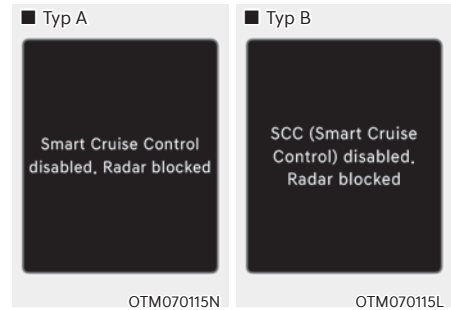 ■ Typ A
Smart Cruise Control
disabled. Radar blocked
OTM070115N
■ Typ B
SCC (Smart Cruise
Control) disabled.
Radar blocked
OTM070115L